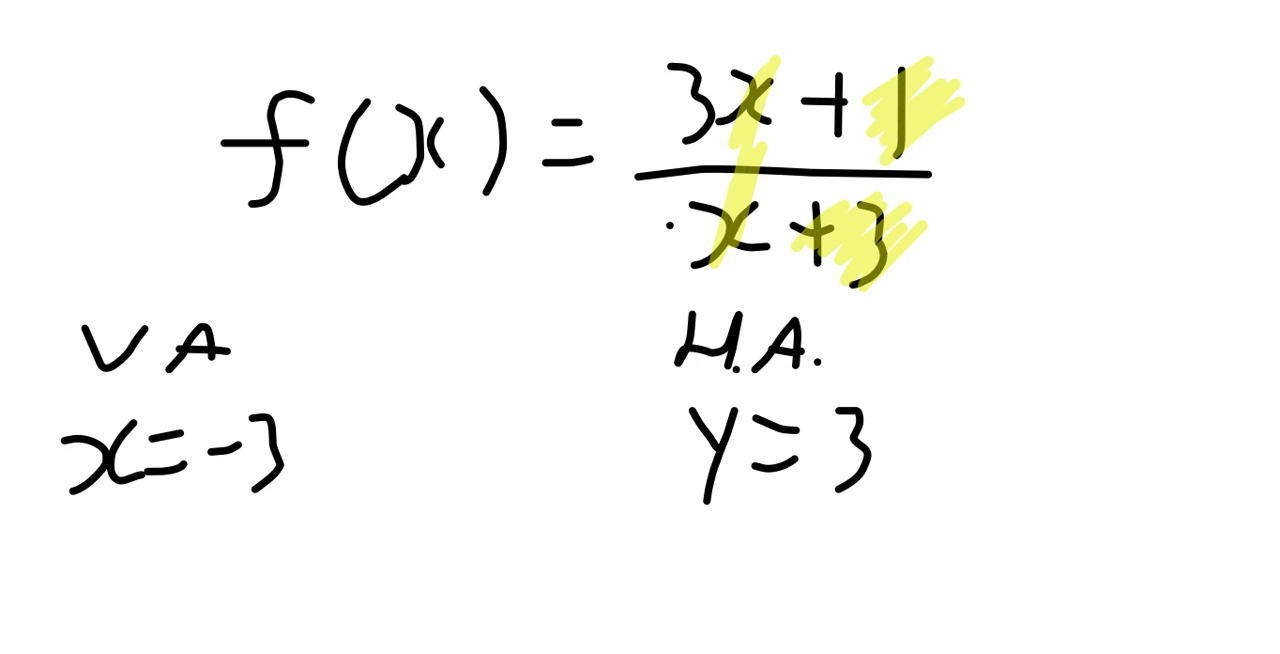 f(x) = (3x + 1)/(x + 3)
VA H.A.
x = -3 y = 3